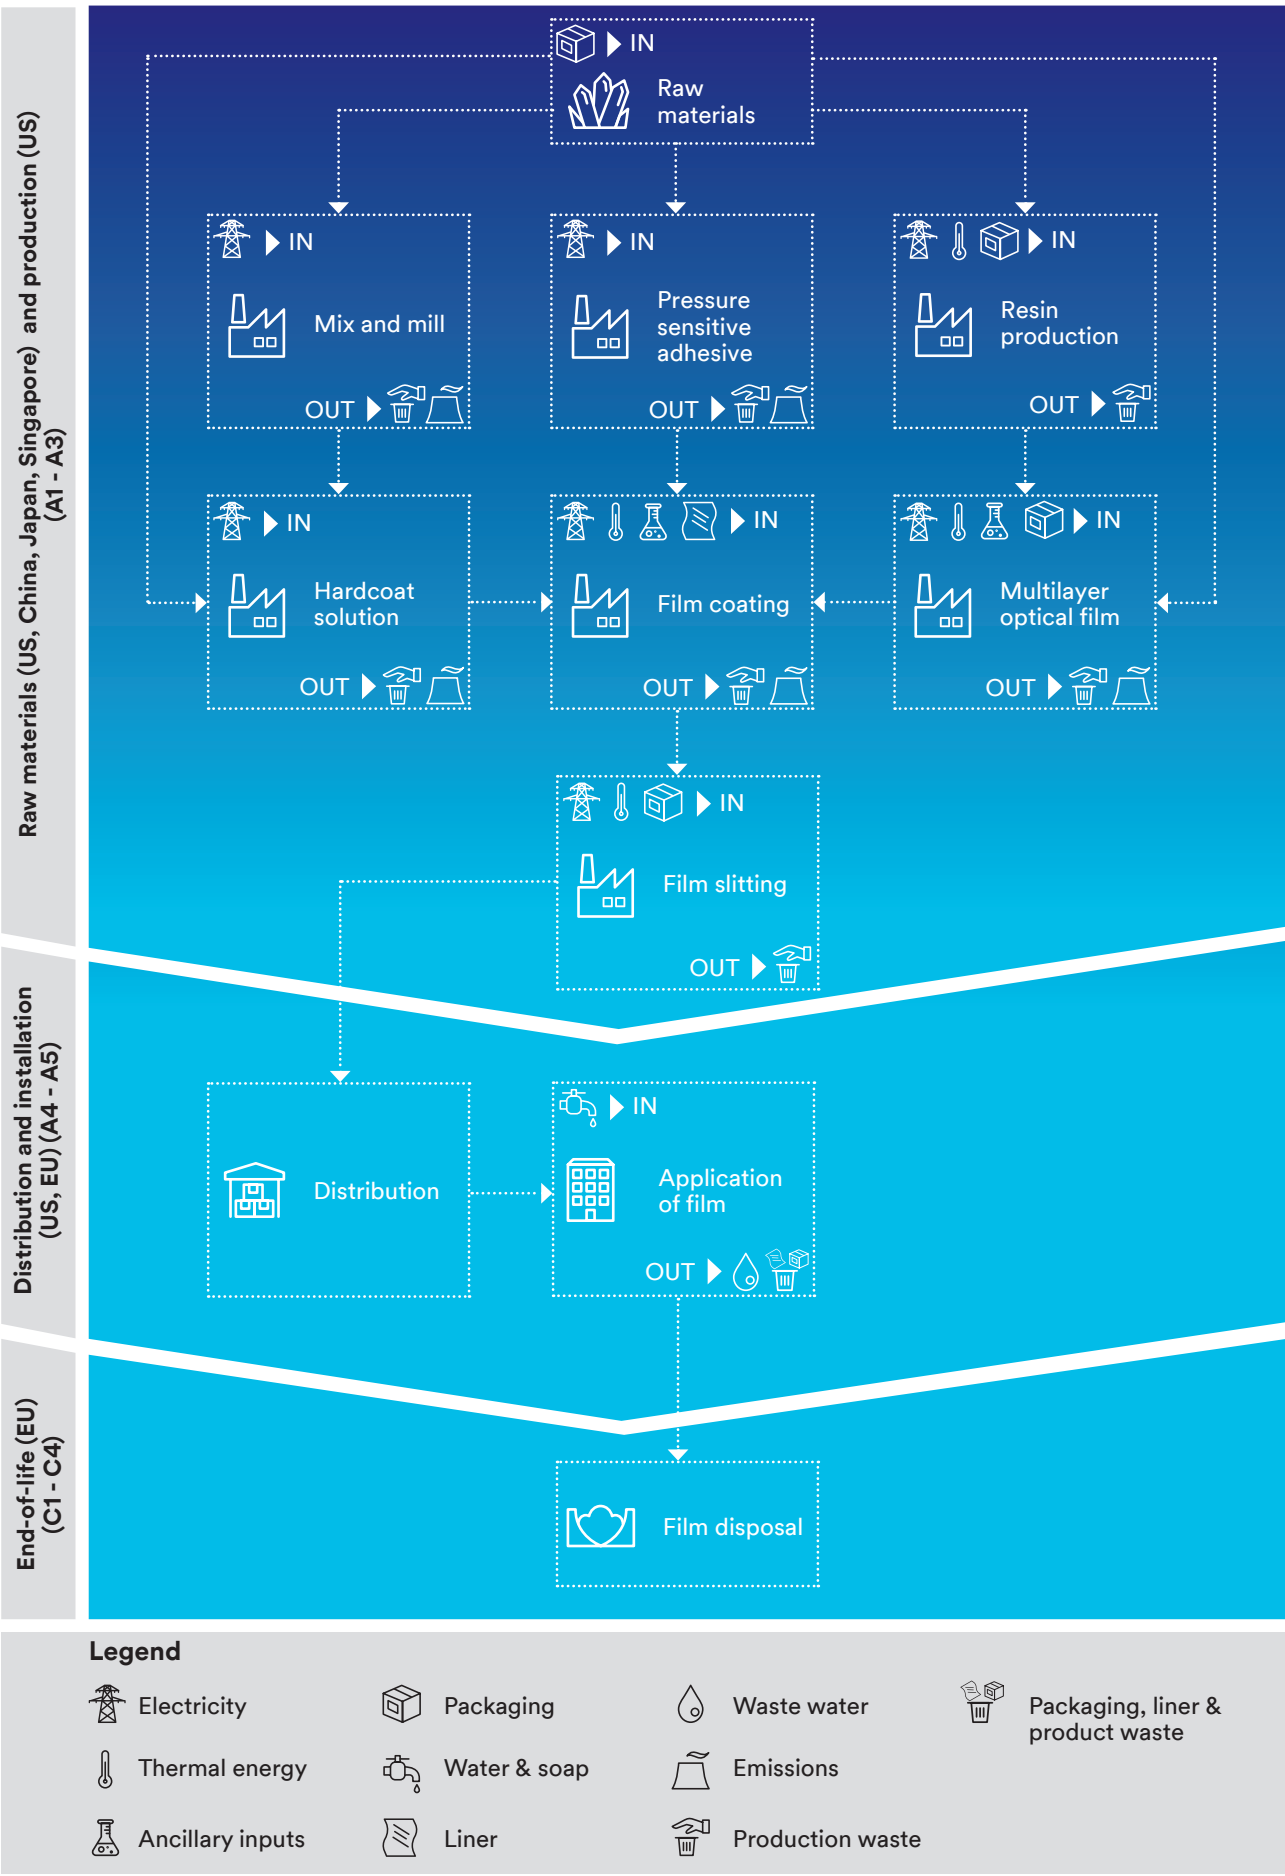 Raw materials (US, China, Japan, Singapore) and production (US)
(A1 - A3)
IN
Raw
materials
IN
Mix and mill
OUT
IN
Pressure
sensitive
adhesive
OUT
IN
Resin
production
OUT
IN
Hardcoat
solution
OUT
IN
Film coating
OUT
IN
Multilayer
optical film
OUT
IN
Film slitting
OUT
Distribution and installation
(US, EU) (A4 - A5)
Distribution
IN
Application
of film
OUT
End-of-life (EU)
(C1 - C4)
Film disposal
Legend
Electricity
Thermal energy
Ancillary inputs
Packaging
Water & soap
Liner
Waste water
Emissions
Production waste
Packaging, liner &
product waste